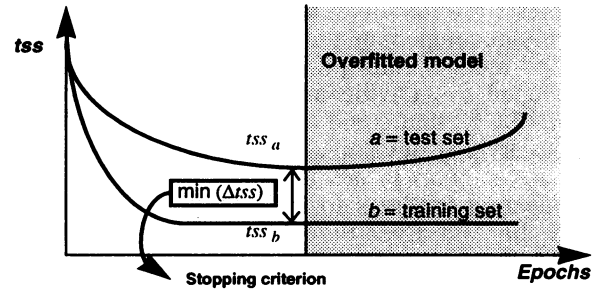 tss
Overfitted model
tss a
a = test set
min (Δtss)
b = training set
tss b
Epochs
Stopping criterion